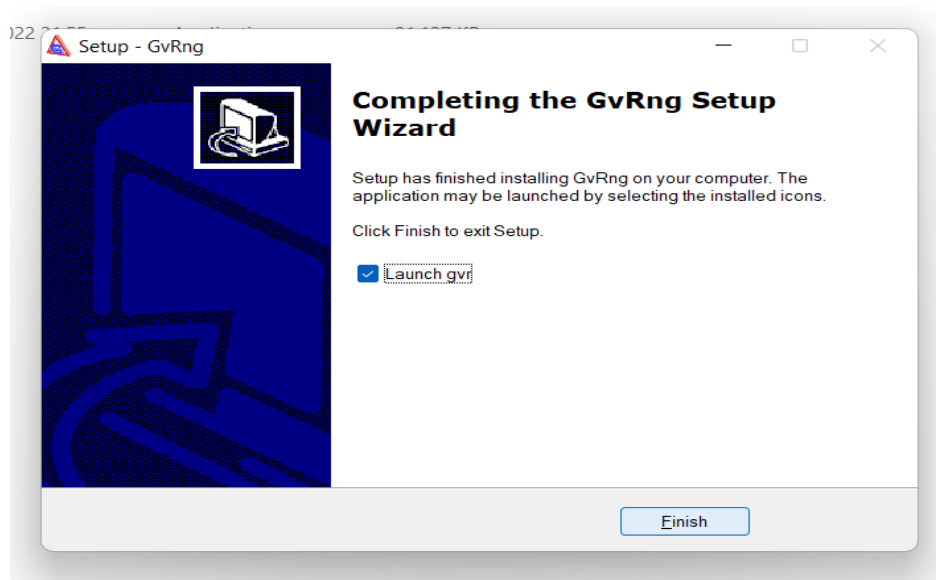 Setup - GvRng
Completing the GvRng Setup
Wizard
Setup has finished installing GvRng on your computer. The
application may be launched by selecting the installed icons.
Click Finish to exit Setup.
Launch gvr
Finish